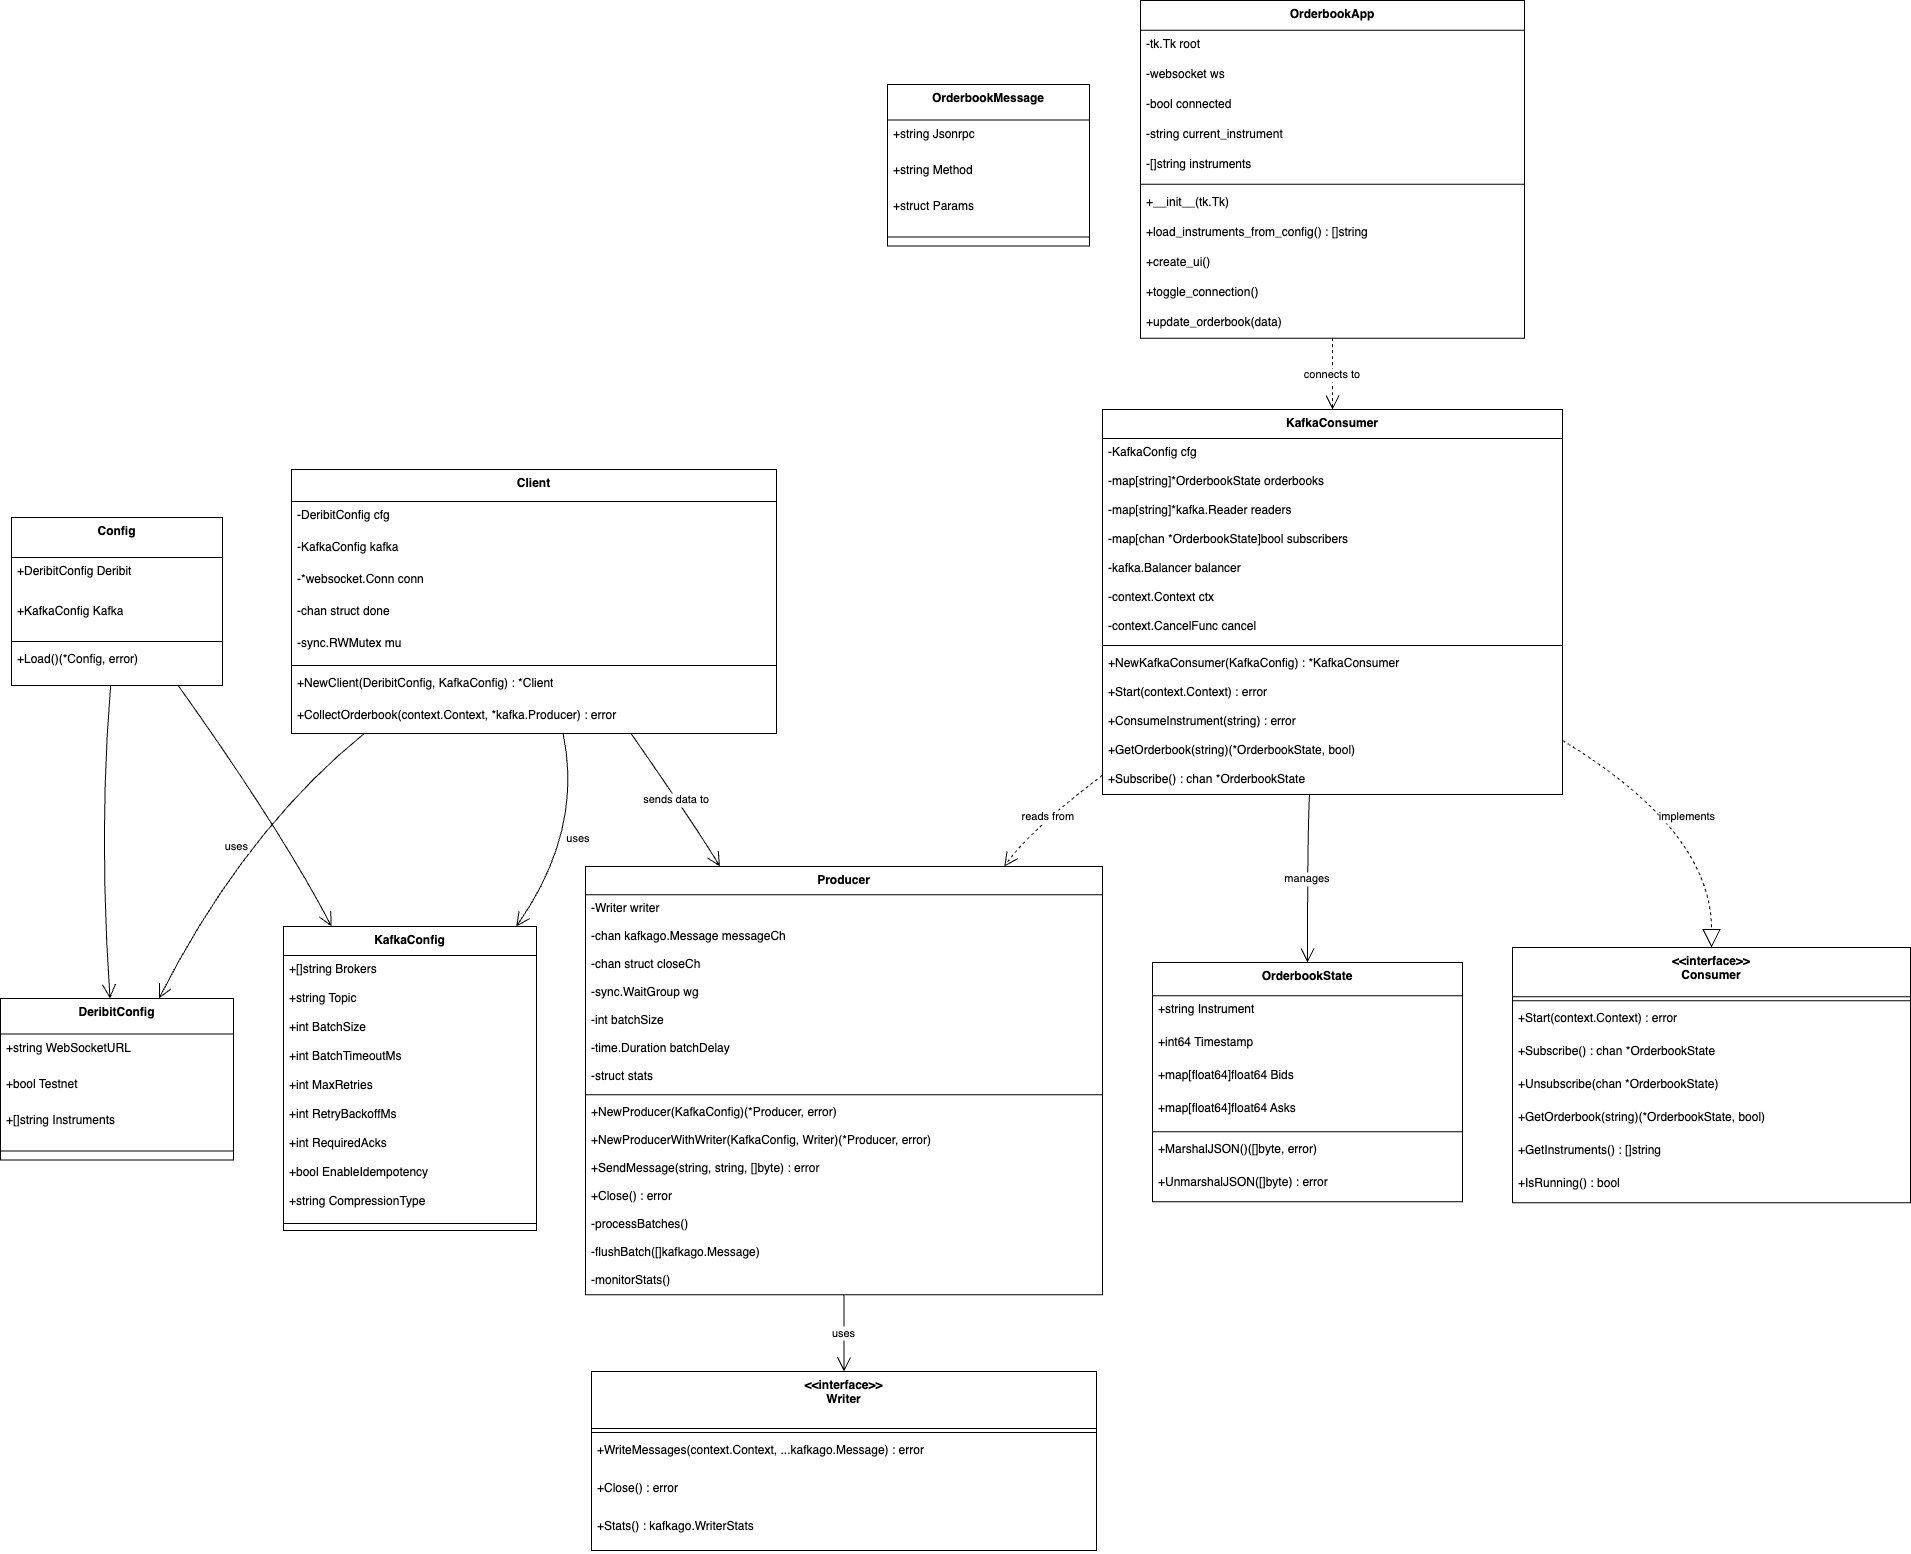 OrderbookApp
-tk.Tk root
-websocket ws
-bool connected
-string current_instrument
-[]string instruments
+__init__(tk.Tk)
+load_instruments_from_config() : []string
+create_ui()
+toggle_connection()
+update_orderbook(data)
OrderbookMessage
+string Jsonrpc
+string Method
+struct Params
connects to
KafkaConsumer
-KafkaConfig cfg
-map[string]*OrderbookState orderbooks
-map[string]*kafka.Reader readers
-map[chan *OrderbookState]bool subscribers
-kafka.Balancer balancer
-context.Context ctx
-context.CancelFunc cancel
+NewKafkaConsumer(KafkaConfig) : *KafkaConsumer
+Start(context.Context) : error
+ConsumeInstrument(string) : error
+GetOrderbook(string)(*OrderbookState, bool)
+Subscribe() : chan *OrderbookState
Client
-DeribitConfig cfg
-KafkaConfig kafka
-*websocket.Conn conn
-chan struct done
-sync.RWMutex mu
+NewClient(DeribitConfig, KafkaConfig) : *Client
+CollectOrderbook(context.Context, *kafka.Producer) : error
Config
+DeribitConfig Deribit
+KafkaConfig Kafka
+Load()(*Config, error)
uses
uses
sends data to
reads from
manages
implements
DeribitConfig
+string WebSocketURL
+bool Testnet
+[]string Instruments
KafkaConfig
+[]string Brokers
+string Topic
+int BatchSize
+int BatchTimeoutMs
+int MaxRetries
+int RetryBackoffMs
+int RequiredAcks
+bool EnableIdempotency
+string CompressionType
Producer
-Writer writer
-chan kafkago.Message messageCh
-chan struct closeCh
-sync.WaitGroup wg
-int batchSize
-time.Duration batchDelay
-struct stats
+NewProducer(KafkaConfig)(*Producer, error)
+NewProducerWithWriter(KafkaConfig, Writer)(*Producer, error)
+SendMessage(string, string, []byte) : error
+Close() : error
-processBatches()
-flushBatch([]kafkago.Message)
-monitorStats()
OrderbookState
+string Instrument
+int64 Timestamp
+map[float64]float64 Bids
+map[float64]float64 Asks
+MarshalJSON()([]byte, error)
+UnmarshalJSON([]byte) : error
<<interface>>
Consumer
+Start(context.Context) : error
+Subscribe() : chan *OrderbookState
+Unsubscribe(chan *OrderbookState)
+GetOrderbook(string)(*OrderbookState, bool)
+GetInstruments() : []string
+IsRunning() : bool
uses
<<interface>>
Writer
+WriteMessages(context.Context, ...kafkago.Message) : error
+Close() : error
+Stats() : kafkago.WriterStats